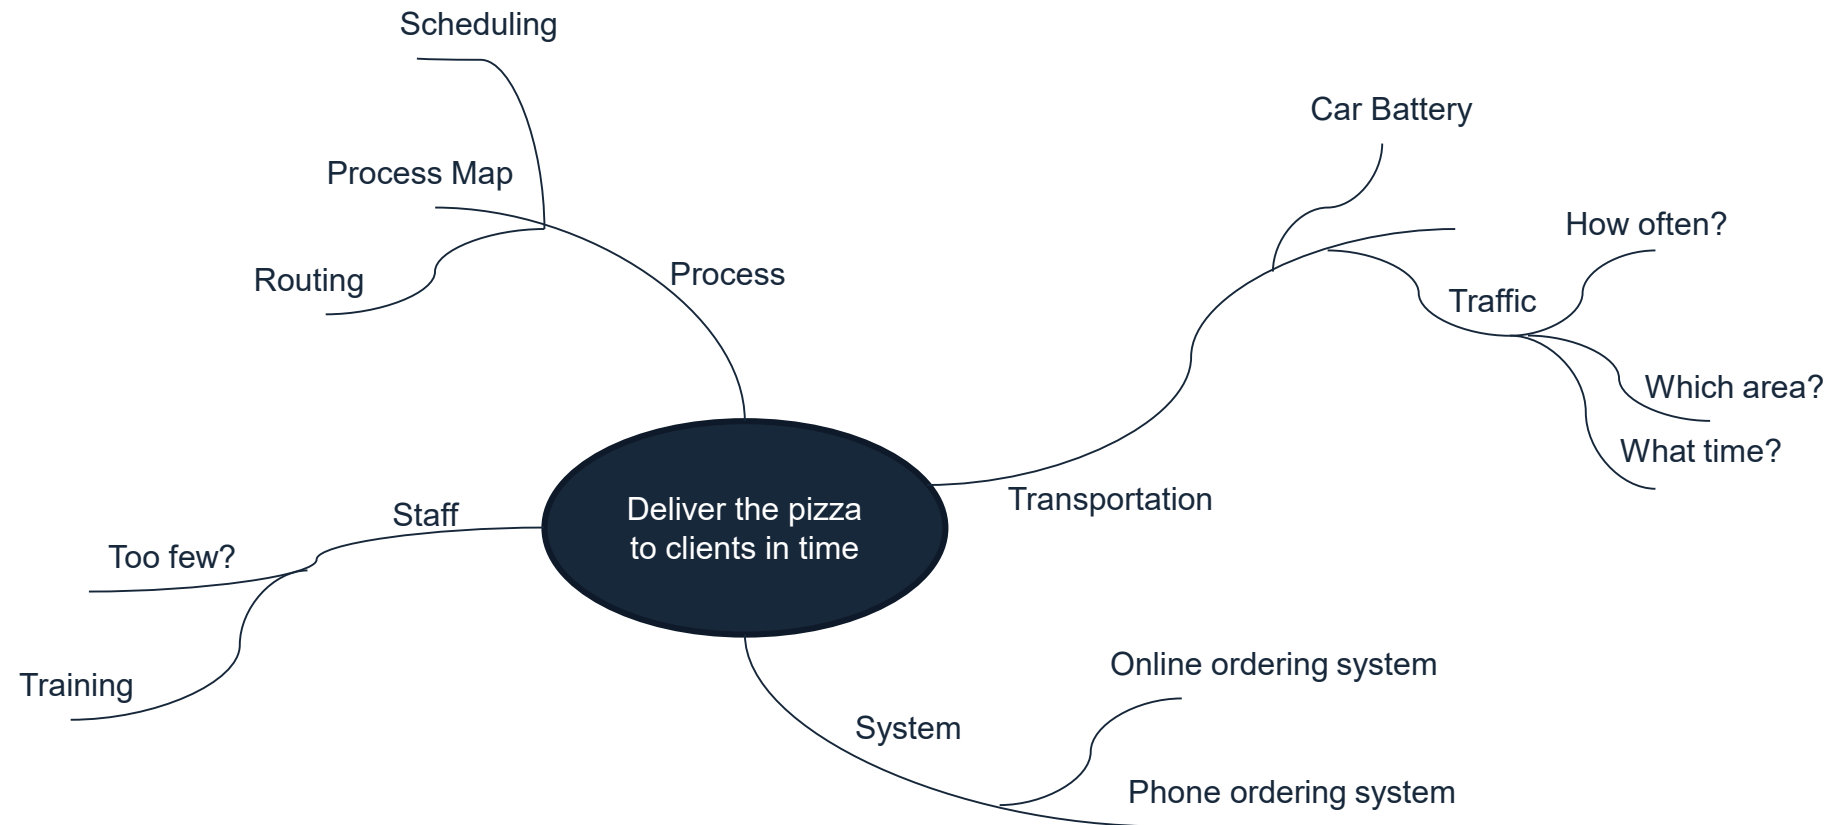 Scheduling
Car Battery
Process Map
How often?
Routing
Process
Traffic
Which area?
What time?
Transportation
Staff
Deliver the pizza
to clients in time
Too few?
Training
Online ordering system
System
Phone ordering system